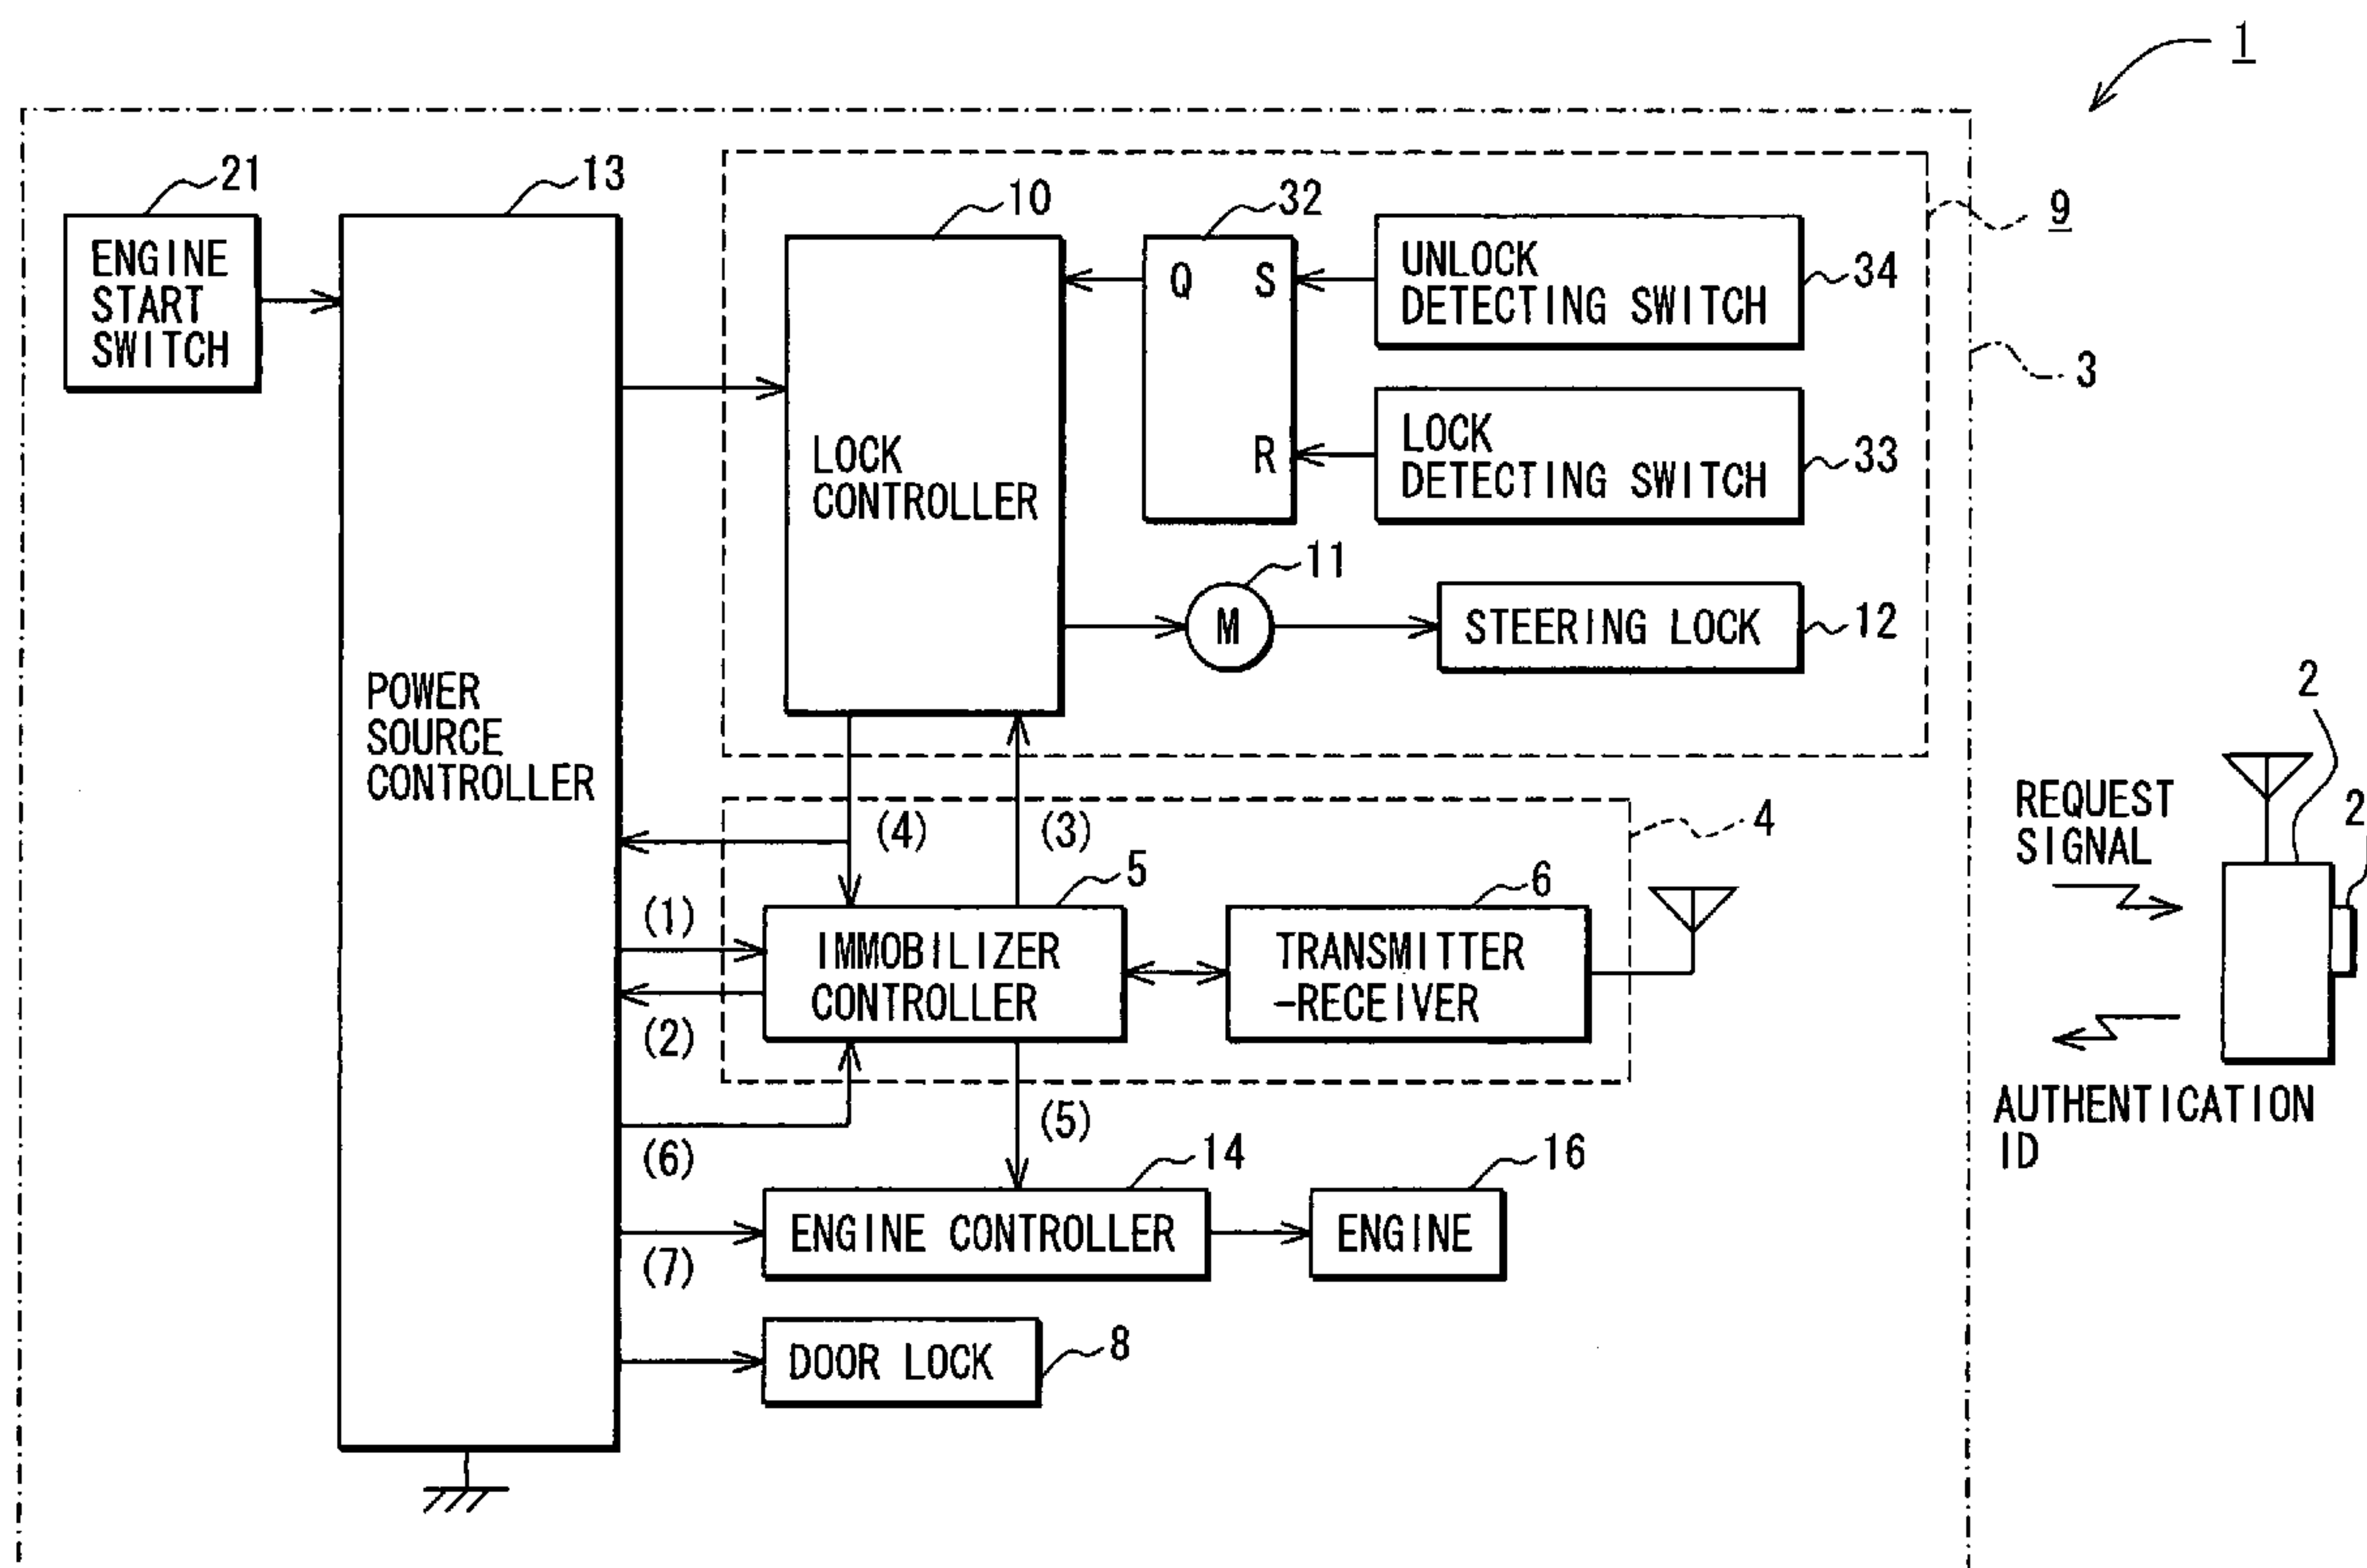 1
21
13
10
32
9
ENGINE
START
SWITCH
Q
S
UNLOCK
DETECTING SWITCH
34
3
LOCK
CONTROLLER
R
LOCK
DETECTING SWITCH
33
11
M
STEERING LOCK
12
POWER
SOURCE
CONTROLLER
2
REQUEST
SIGNAL
(4)
(3)
4
5
6
(1)
IMMOBILIZER
CONTROLLER
TRANSMITTER
-RECEIVER
(2)
AUTHENTICATION
ID
(5)
(6)
14
16
ENGINE CONTROLLER
ENGINE
(7)
DOOR LOCK
8